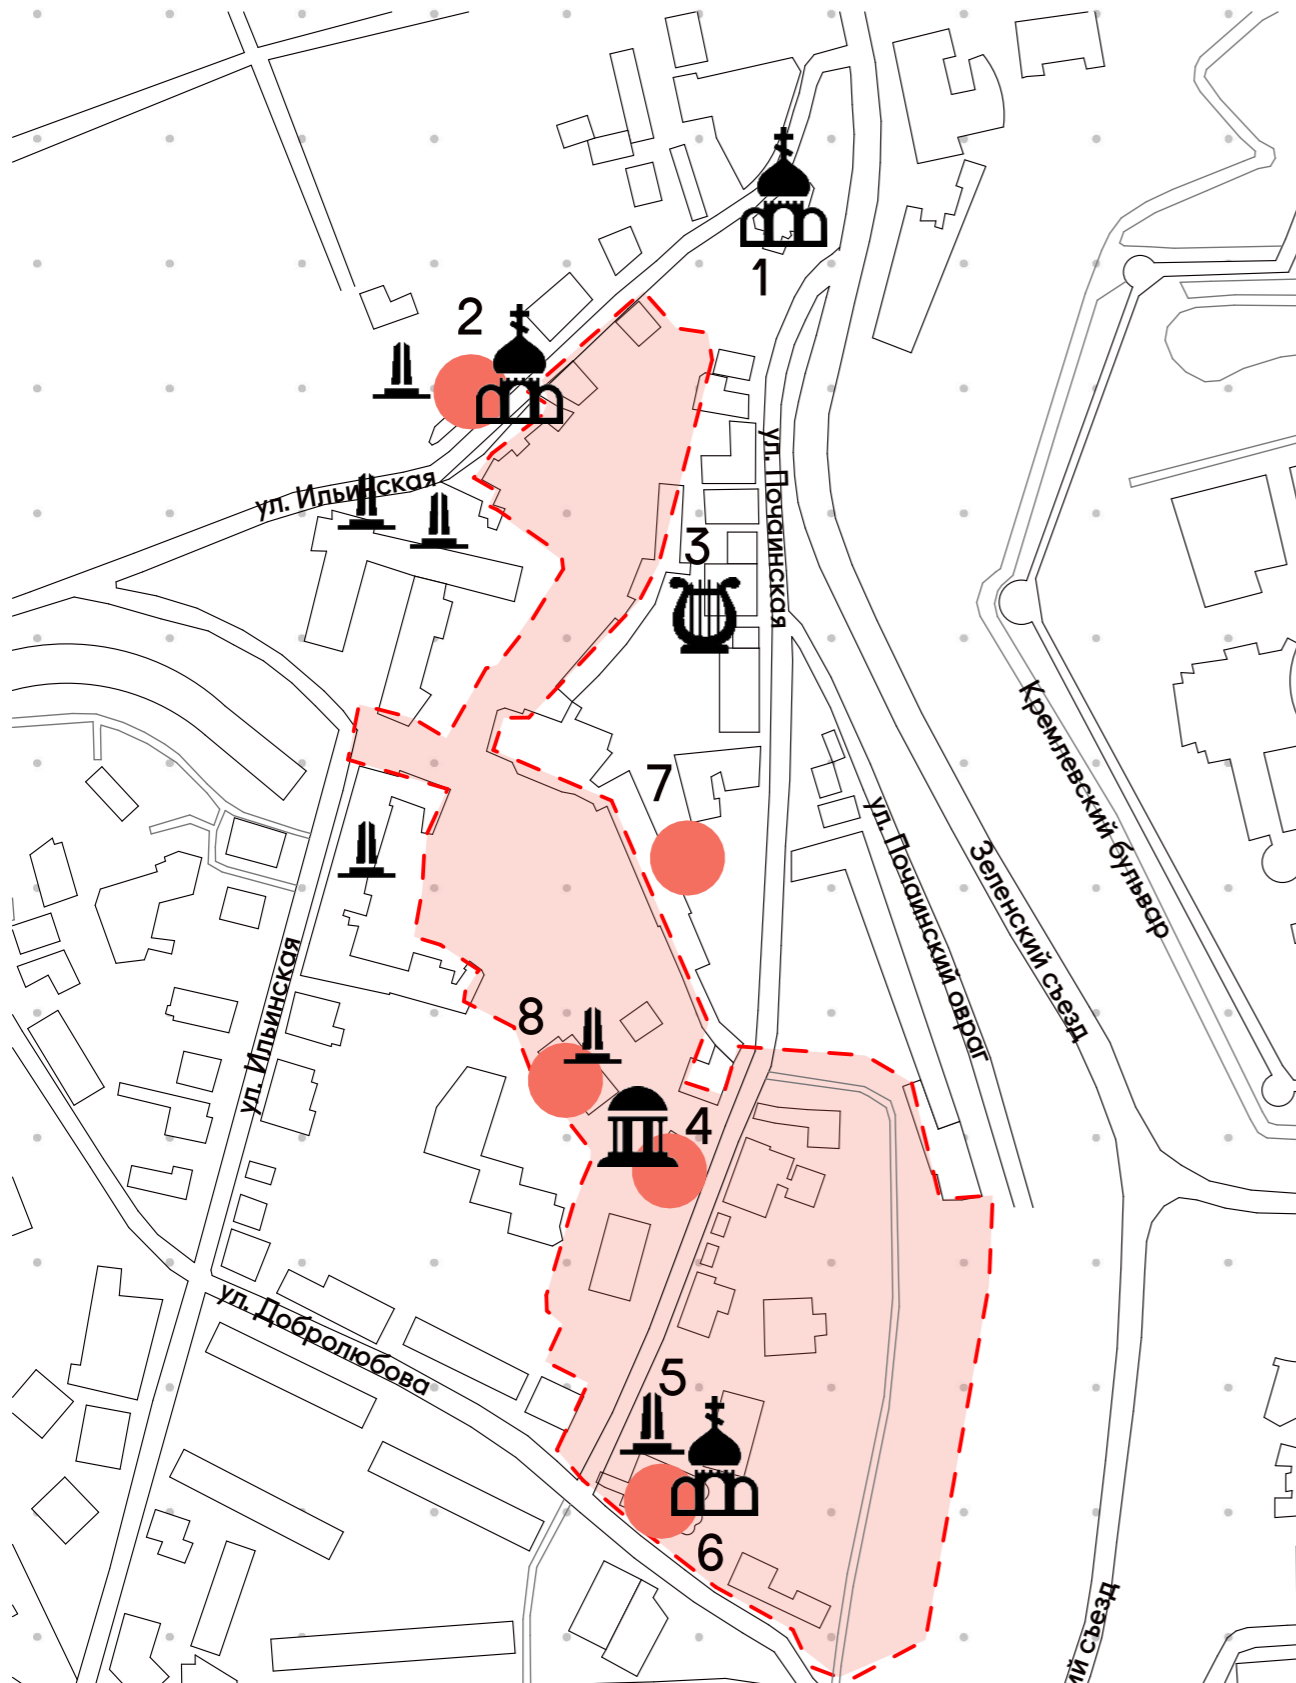 1
2
ул. Ильинская
ул. Почаинская
3
Кремлевский бульвар
7
ул. Почаинский овраг
Зеленский съезд
ул. Ильинская
8
4
ул. Добролюбова
5
6
ий съезд